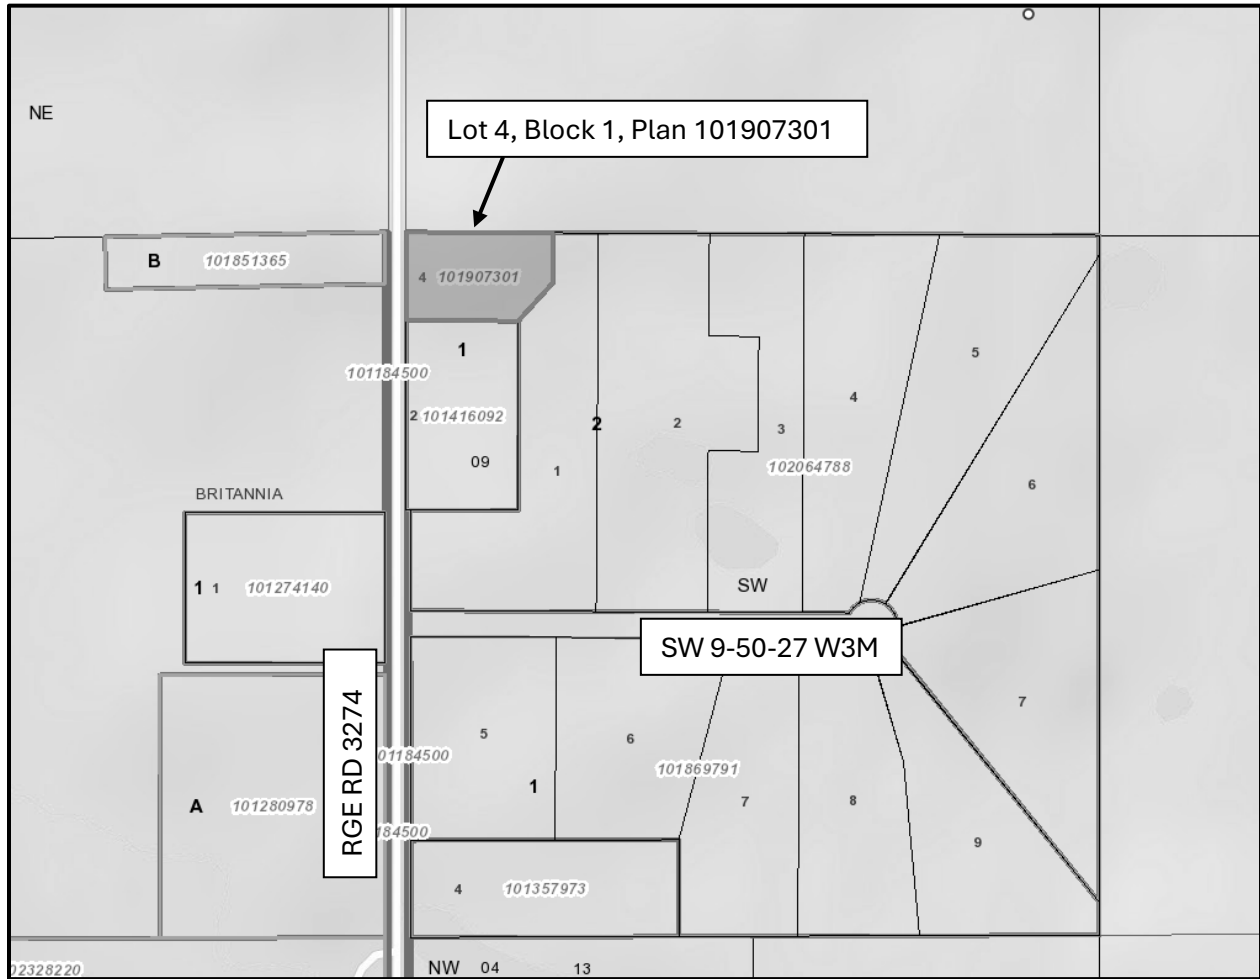 NE
Lot 4, Block 1, Plan 101907301
B 101851365
4 101907301
1
5
101184500
4
2 101416092
2
2
3
09
1
102064788
6
BRITANNIA
SW
1 1 101274140
SW 9-50-27 W3M
RGE RD 3274
7
5
6
01184500
101869791
1
A 101280978
7
8
184500
9
4 101357973
02328220
NW 04 13